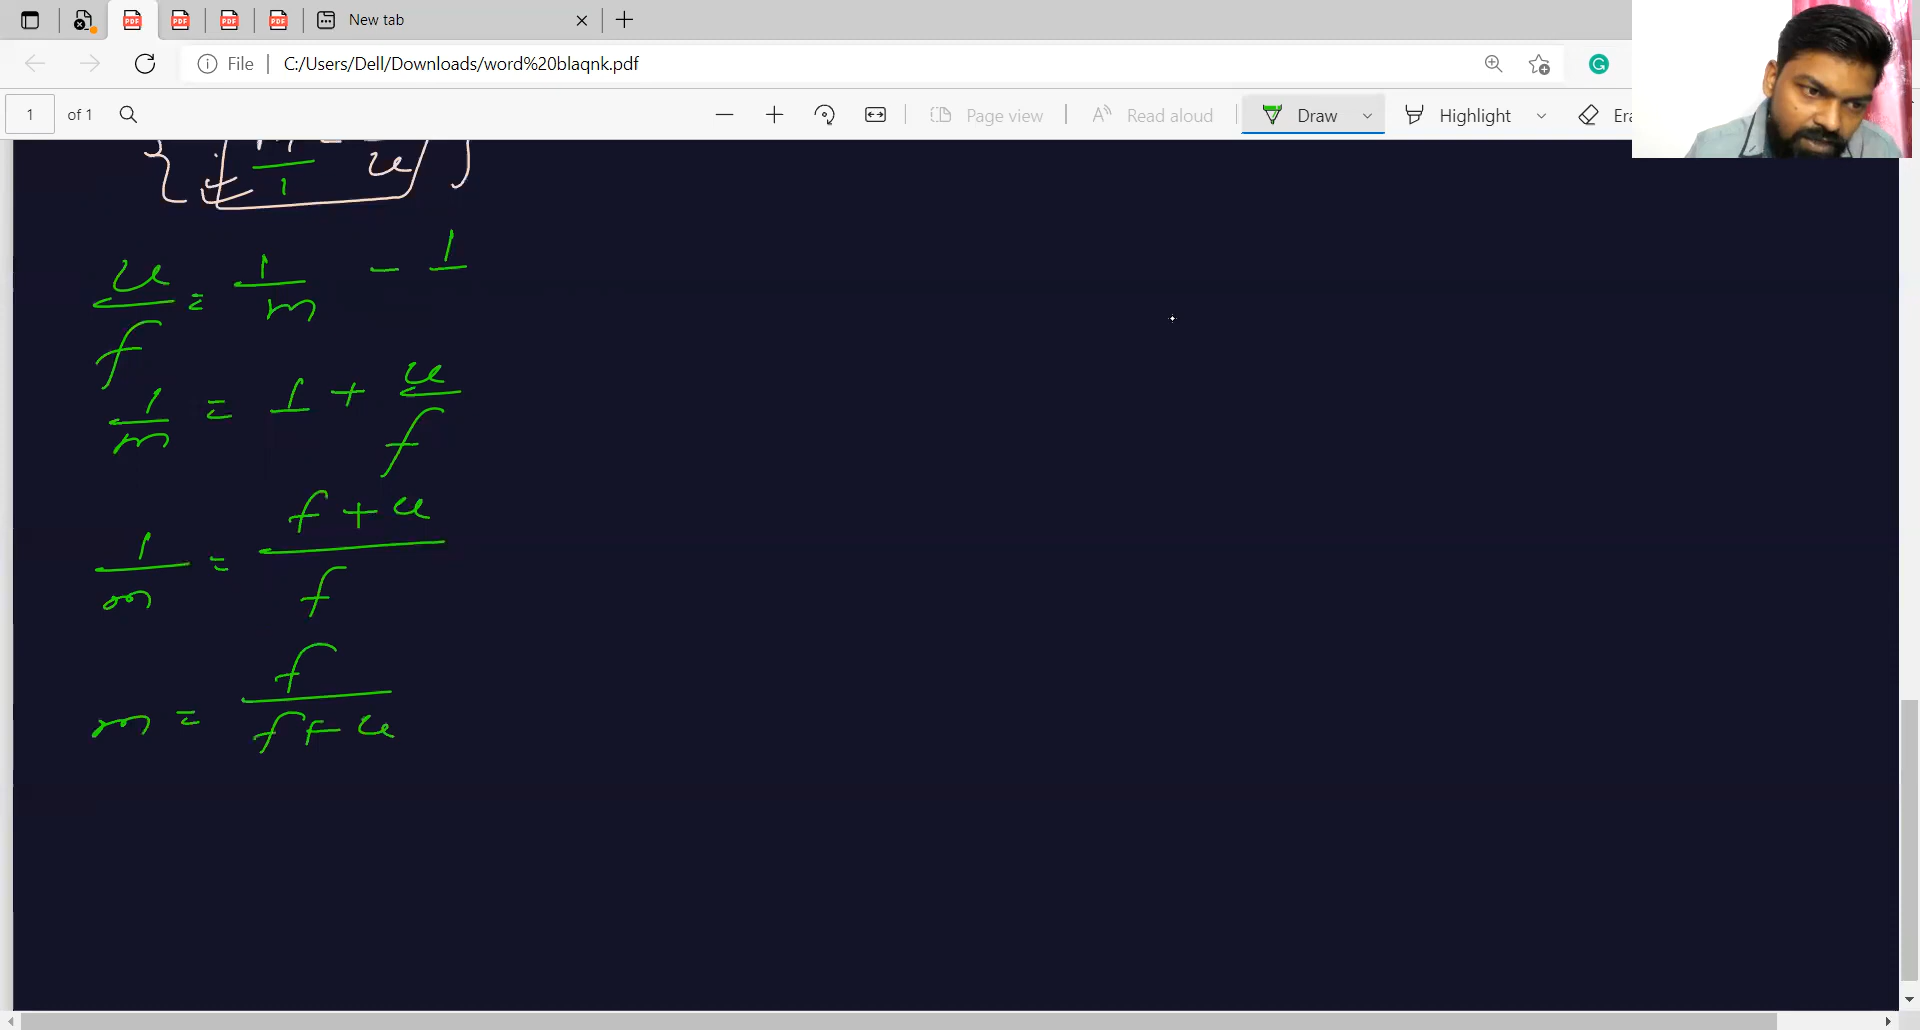 New tab
File C:/Users/Dell/Downloads/word%20blaqnk.pdf
1 of 1 Page view Read aloud Draw Highlight Era
u/f = 1/m - 1
1/m = 1 + u/f
1/m = f + u / f
m = f / f + u